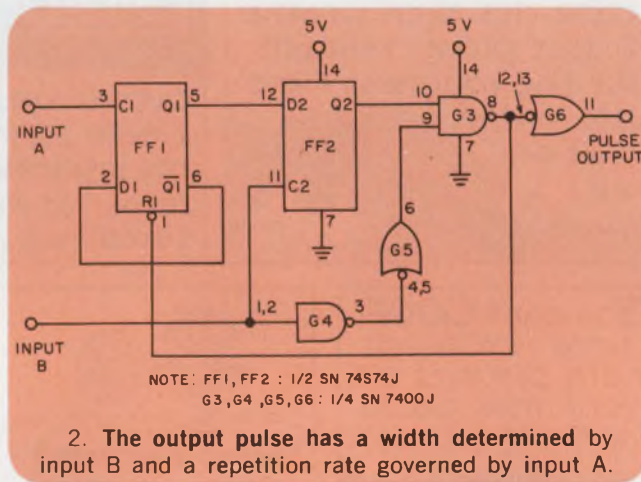 5 V
5 V
14
14
3 C1 Q1 5
12 D2 Q2
10
9
G3
8
12,13
G6
11
INPUT
A
FF1
FF2
7
PULSE
OUTPUT
2 D1 Q1 6
R1
1
11 C2
7
6
G5
4,5
1,2
G4
3
INPUT
B
NOTE: FF1, FF2 : 1/2 SN 74S74J
G3, G4, G5, G6 : 1/4 SN 7400J
2. The output pulse has a width determined by
input B and a repetition rate governed by input A.